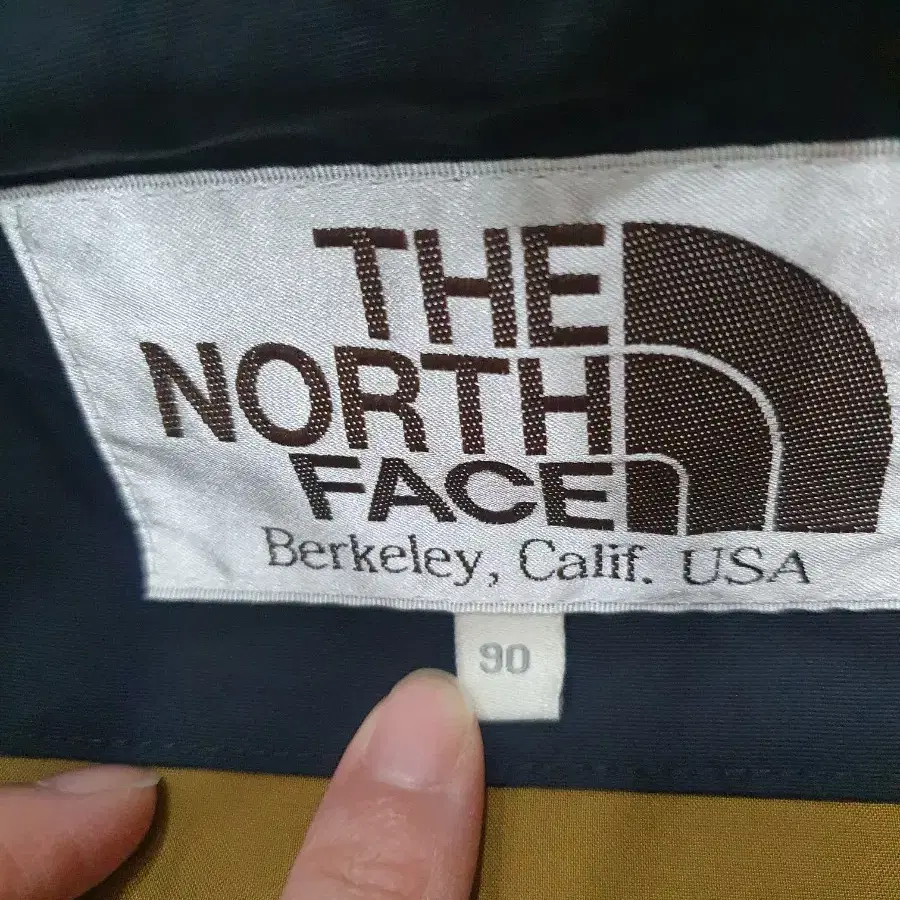 THE
NORTH
FACE
Berkeley, Calif. USA
90